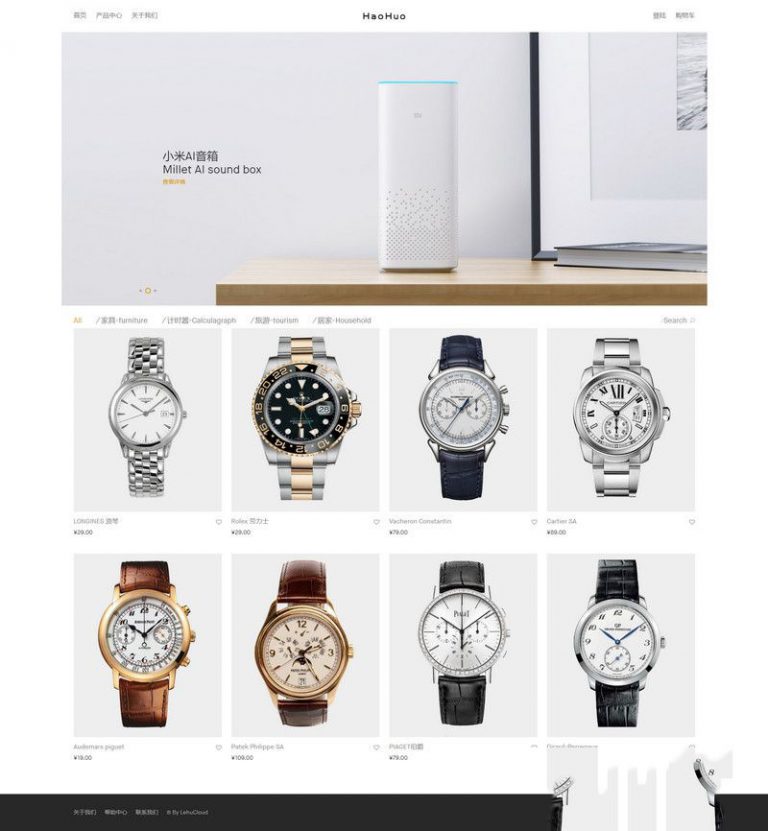 首页 产品中心 关于我们 HaoHuo 登陆 购物车
小米AI音箱
Millet AI sound box
查看详情
All /家具-furniture /计时器-Calculagraph /旅游-tourism /居家-Household Search
LONGINES 浪琴 Rolex 劳力士 Vacheron Constantin Cartier SA
¥29.00 ¥29.00 ¥79.00 ¥69.00
PIAGET
Audemars piguet Patek Philippe SA PIAGET伯爵
¥19.00 ¥109.00 ¥79.00
关于我们 帮助中心 联系我们 © By LehuCloud